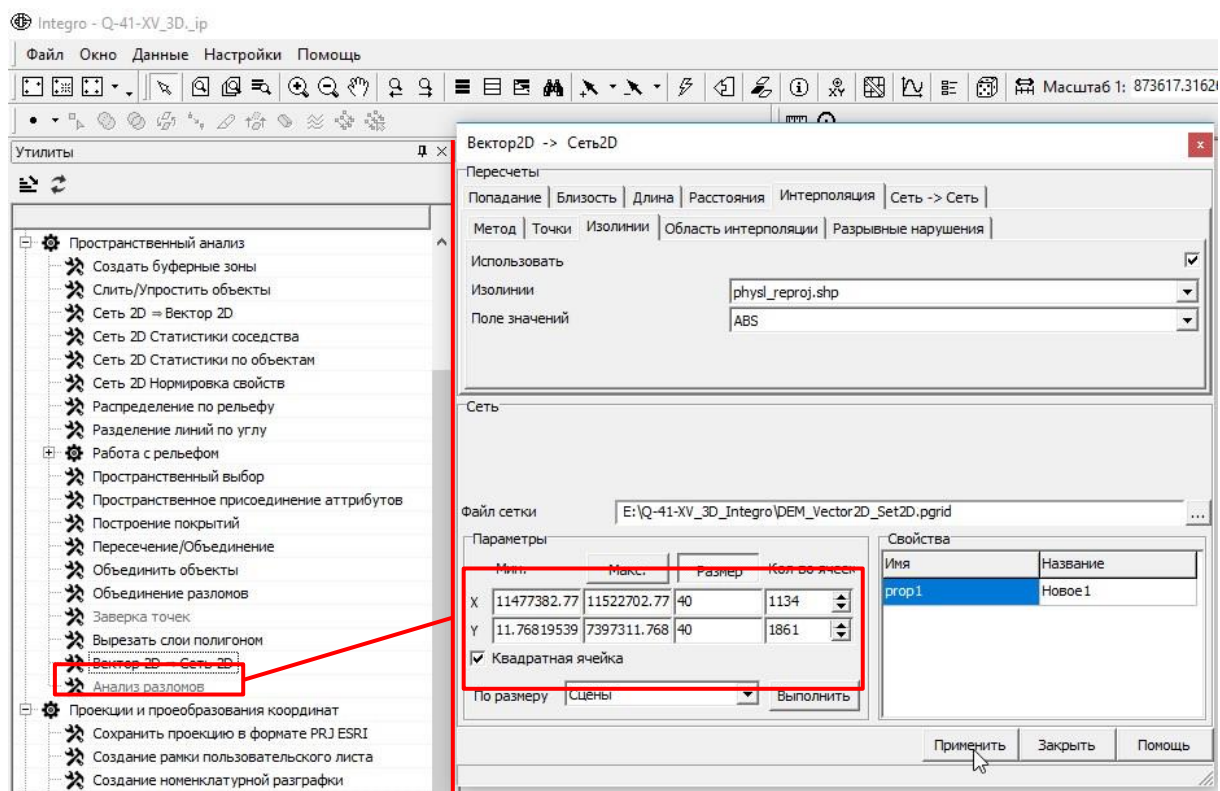 Integro - Q-41-XV_3D._ip
Файл Окно Данные Настройки Помощь
Масштаб 1: 873617.3162
Утилиты
Пространственный анализ
Создать буферные зоны
Слить/Упростить объекты
Сеть 2D ⇒ Вектор 2D
Сеть 2D Статистики соседства
Сеть 2D Статистики по объектам
Сеть 2D Нормировка свойств
Распределение по рельефу
Разделение линий по углу
Работа с рельефом
Пространственный выбор
Пространственное присоединение аттрибутов
Построение покрытий
Пересечение/Объединение
Объединить объекты
Объединение разломов
Заверка точек
Вырезать слои полигоном
Вектор 2D ⇒ Сеть 2D
Анализ разломов
Проекции и преобразования координат
Сохранить проекцию в формате PRJ ESRI
Создание рамки пользовательского листа
Создание номенклатурной разграфки
Вектор2D -> Сеть2D
Пересчеты
Попадание Близость Длина Расстояния Интерполяция Сеть -> Сеть
Метод Точки Изолинии Область интерполяции Разрывные нарушения
Использовать
Изолинии physl_reproj.shp
Поле значений ABS
Сеть
Файл сетки E:\Q-41-XV_3D_Integro\DEM_Vector2D_Set2D.pgrid ...
Параметры
Мин. Макс. Размер Кол-во ячеек
X 11477382.77 11522702.77 40 1134
Y 11.76819539 7397311.768 40 1861
Квадратная ячейка
По размеру Сцены Выполнить
Свойства
Имя Название
prop1 Новое1
Применить Закрыть Помощь